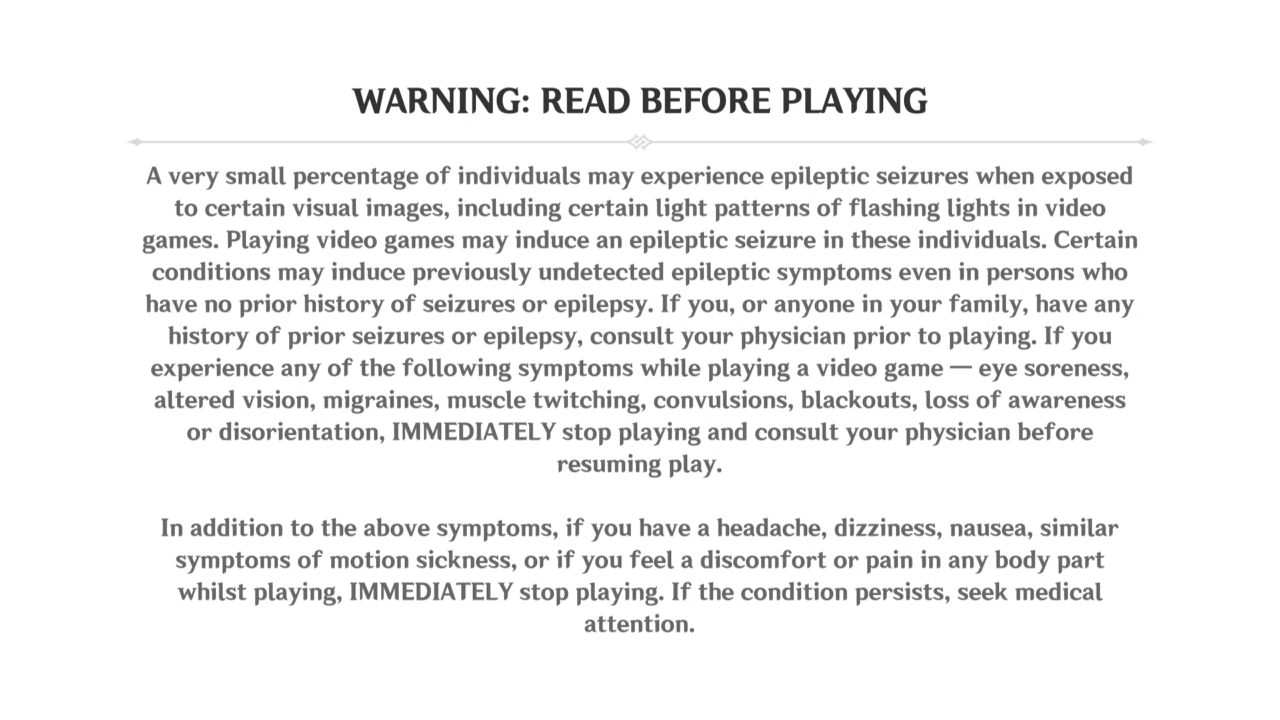 WARNING: READ BEFORE PLAYING
A very small percentage of individuals may experience epileptic seizures when exposed
to certain visual images, including certain light patterns of flashing lights in video
games. Playing video games may induce an epileptic seizure in these individuals. Certain
conditions may induce previously undetected epileptic symptoms even in persons who
have no prior history of seizures or epilepsy. If you, or anyone in your family, have any
history of prior seizures or epilepsy, consult your physician prior to playing. If you
experience any of the following symptoms while playing a video game — eye soreness,
altered vision, migraines, muscle twitching, convulsions, blackouts, loss of awareness
or disorientation, IMMEDIATELY stop playing and consult your physician before
resuming play.
In addition to the above symptoms, if you have a headache, dizziness, nausea, similar
symptoms of motion sickness, or if you feel a discomfort or pain in any body part
whilst playing, IMMEDIATELY stop playing. If the condition persists, seek medical
attention.